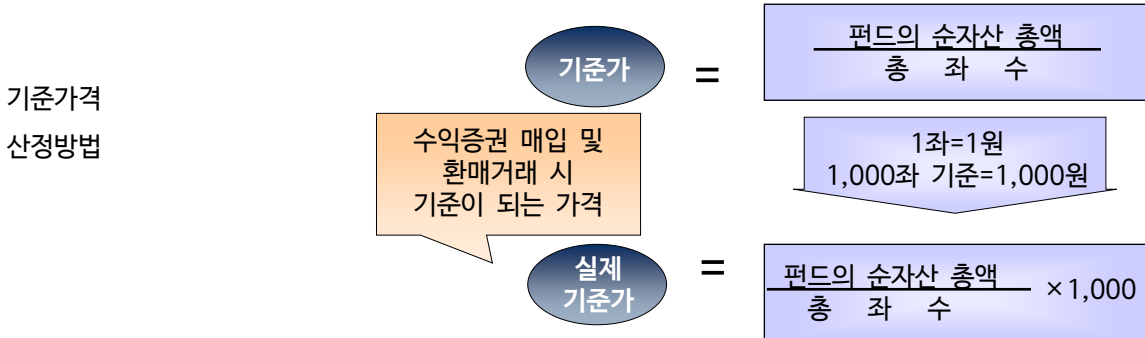 기준가격
산정방법
기준가
=
펀드의 순자산 총액
총 좌 수
수익증권 매입 및
환매거래 시
기준이 되는 가격
1좌=1원
1,000좌 기준=1,000원
실제
기준가
=
펀드의 순자산 총액
총 좌 수
×1,000